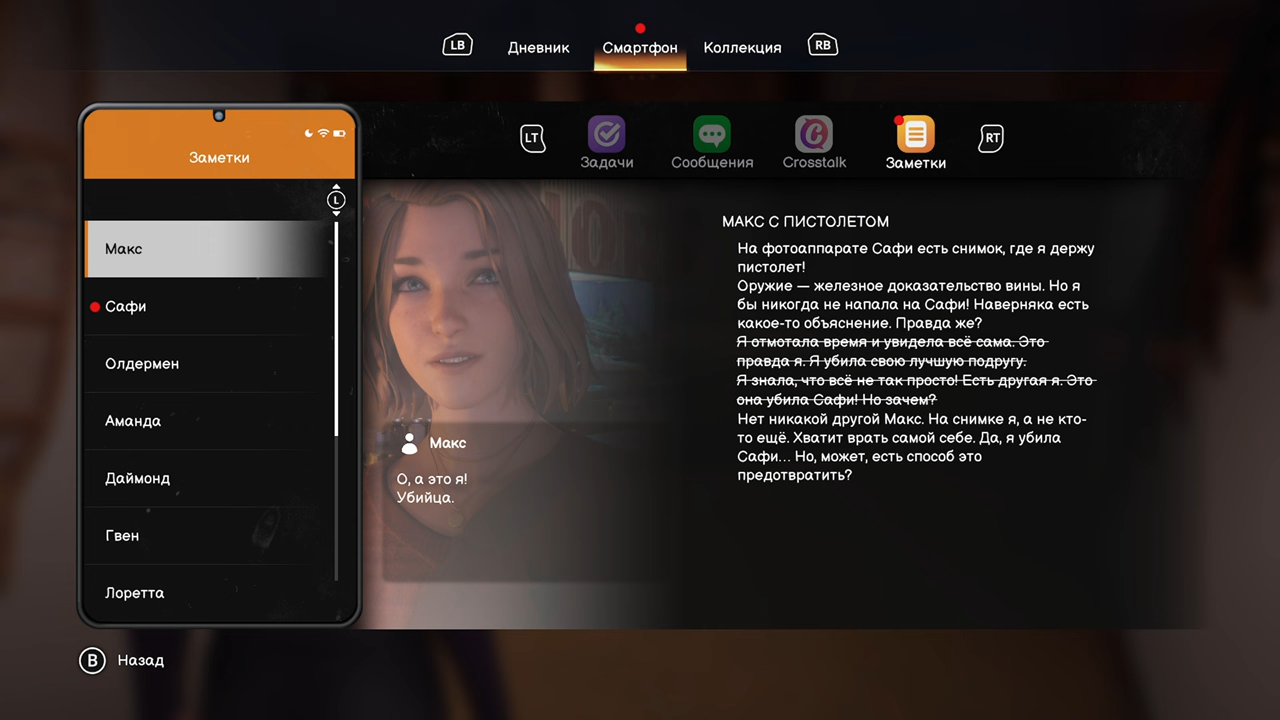 LB
Дневник
Смартфон
Коллекция
RB
Заметки
L
Макс
Сафи
Олдермен
Аманда
Даймонд
Гвен
Лоретта
LT
Задачи
Сообщения
Crosstalk
Заметки
RT
Макс
О, а это я!
Убийца.
МАКС С ПИСТОЛЕТОМ
На фотоаппарате Сафи есть снимок, где я держу
пистолет!
Оружие — железное доказательство вины. Но я
бы никогда не напала на Сафи! Наверняка есть
какое-то объяснение. Правда же?
Я отмотала время и увидела всё сама. Это
правда я. Я убила свою лучшую подругу.
Я знала, что всё не так просто! Есть другая я. Это
она убила Сафи! Но зачем?
Нет никакой другой Макс. На снимке я, а не кто-
то ещё. Хватит врать самой себе. Да, я убила
Сафи... Но, может, есть способ это
предотвратить?
B Назад